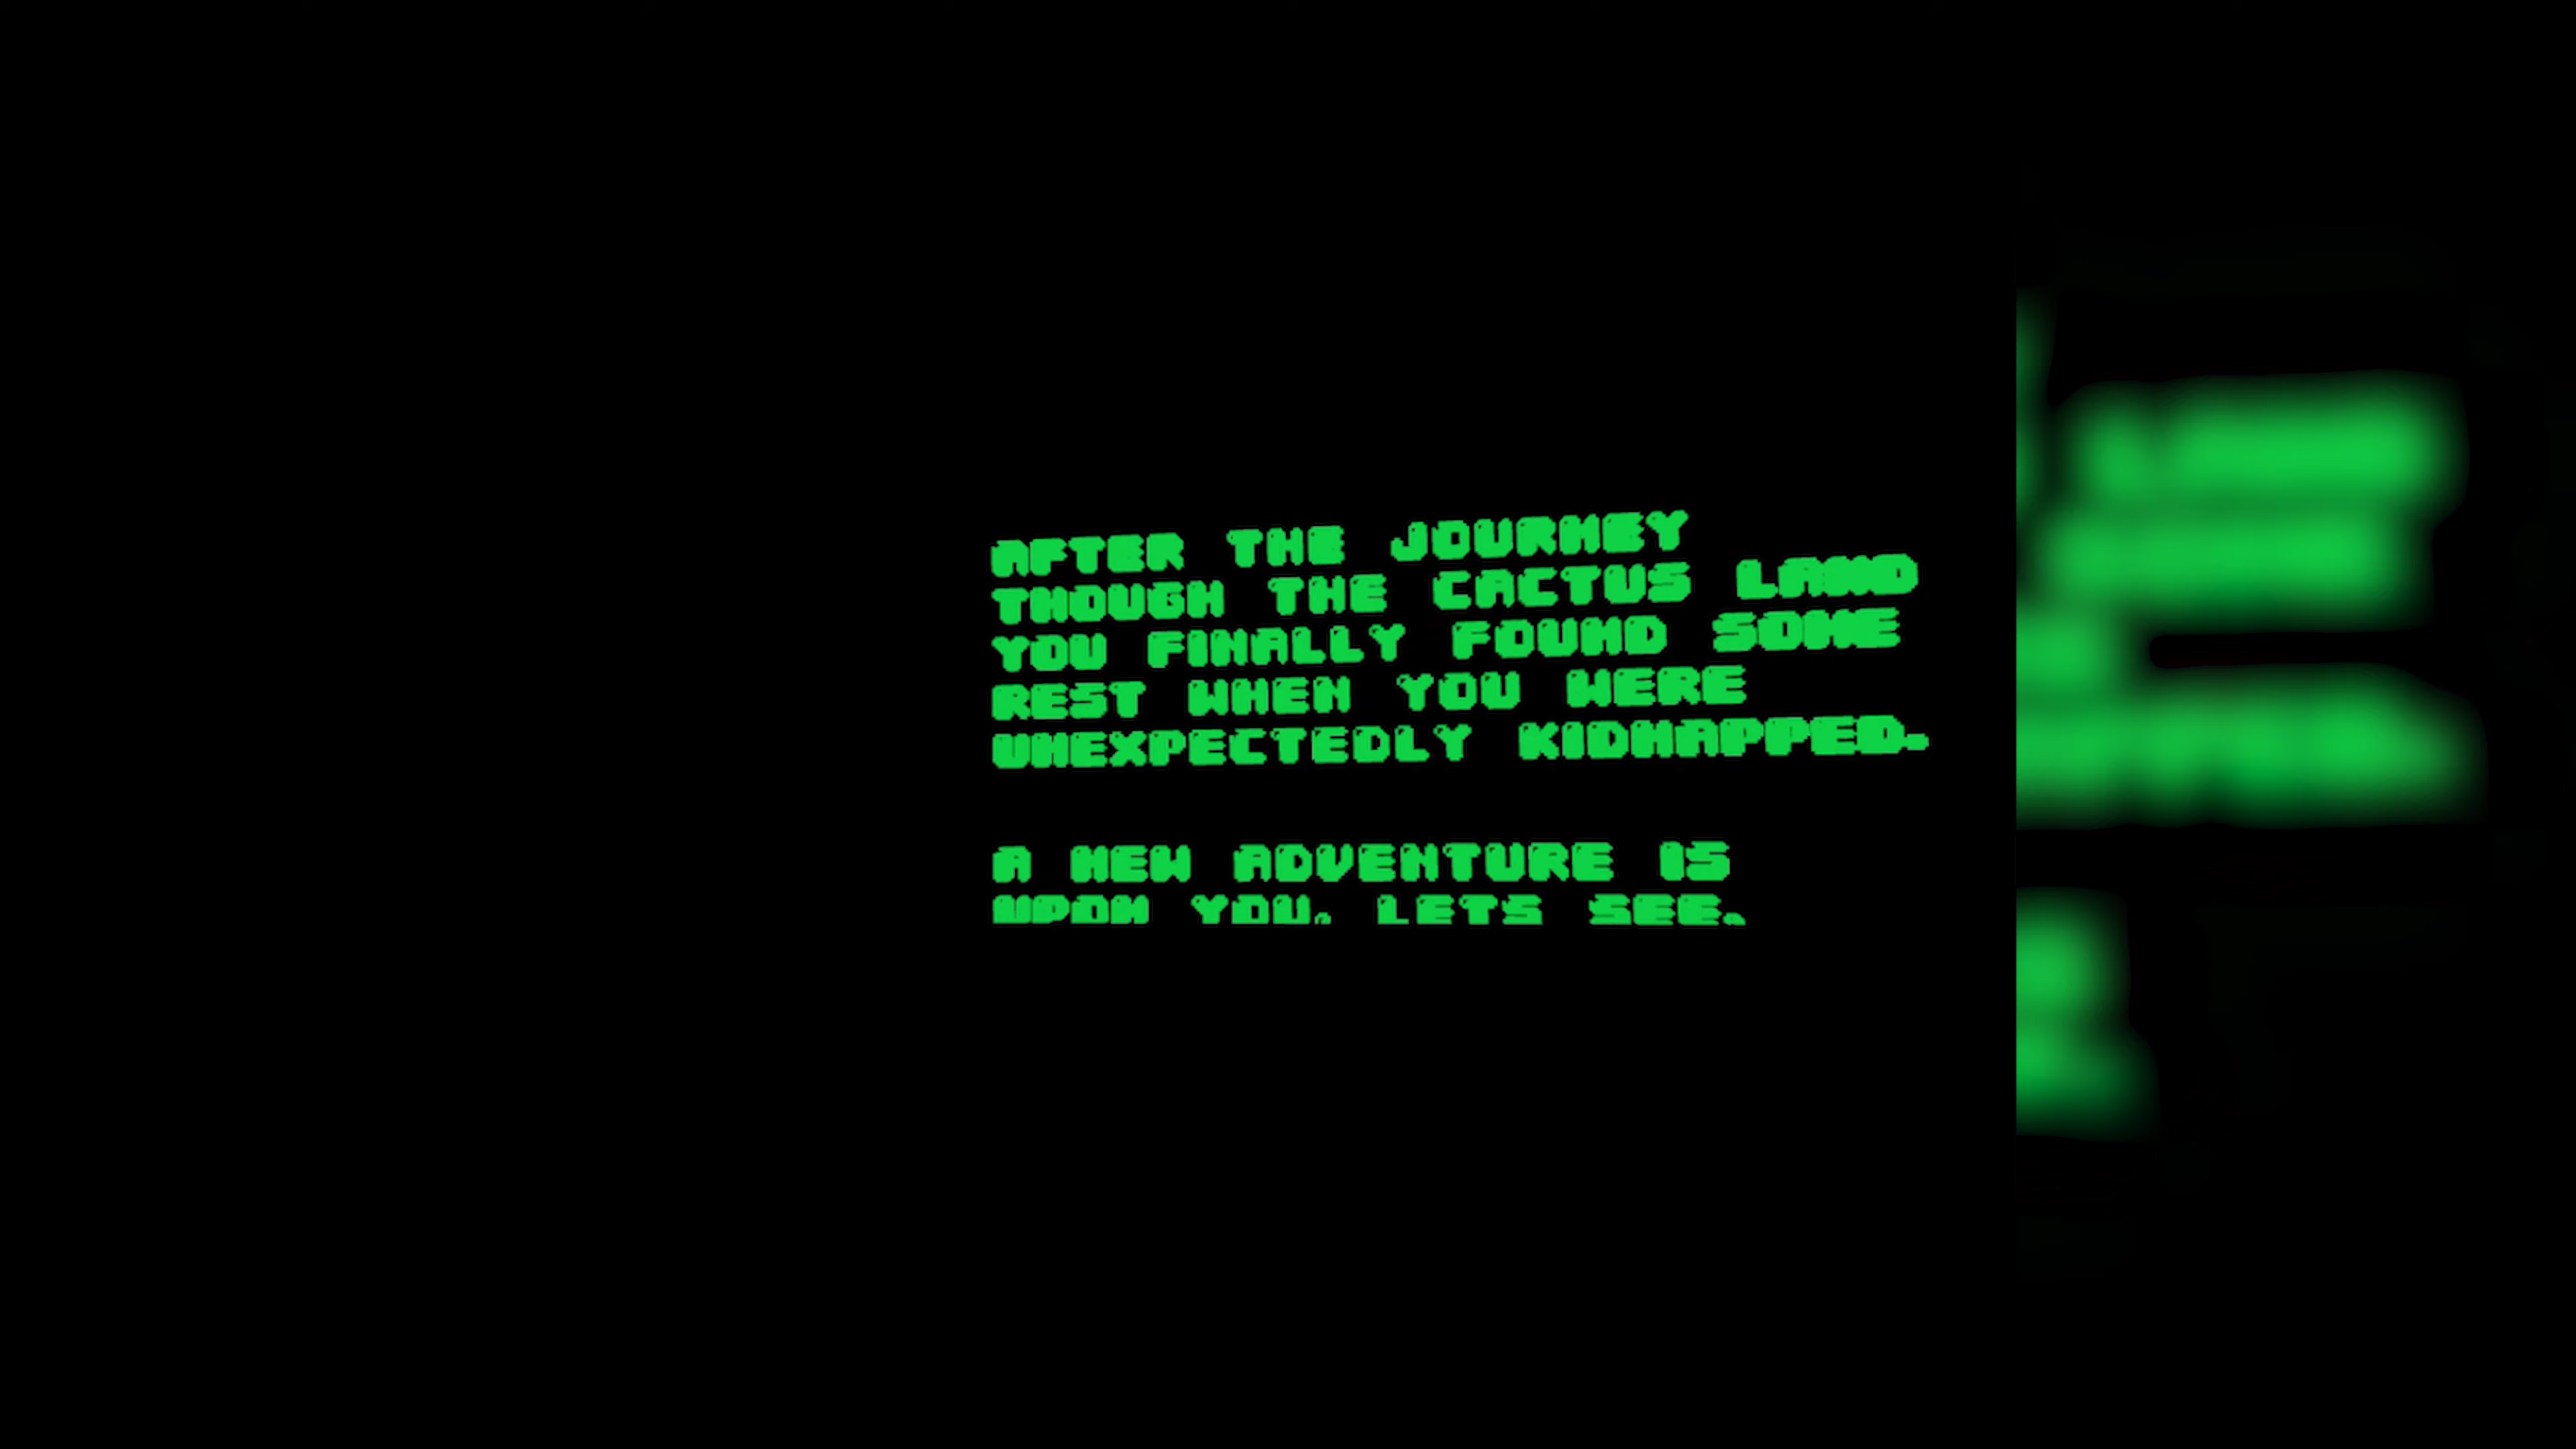 AFTER THE JOURNEY
THOUGH THE CACTUS LAND
YOU FINALLY FOUND SOME
REST WHEN YOU WERE
UNEXPECTEDLY KIDNAPPED.
A NEW ADVENTURE IS
UPON YOU. LETS SEE.